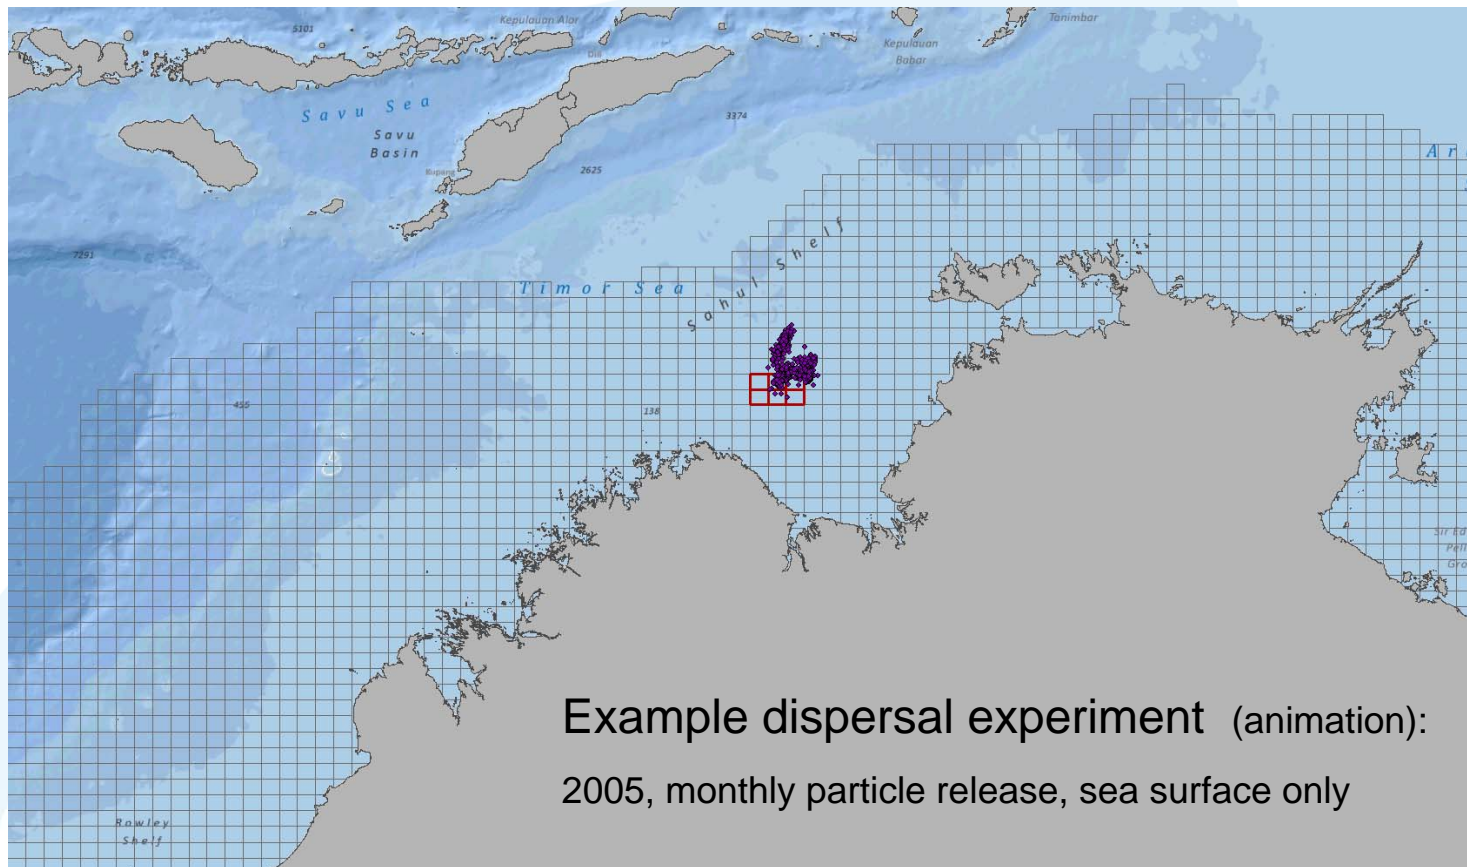 Kepulauan Alor
Tanimbar
5101
Dili
Kepulauan
Babar
Savu Sea
Savu
Basin
3374
Kupang
2625
7291
Timor Sea
Sahul Shelf
455
138
Rowley
Shelf
Example dispersal experiment (animation):
2005, monthly particle release, sea surface only